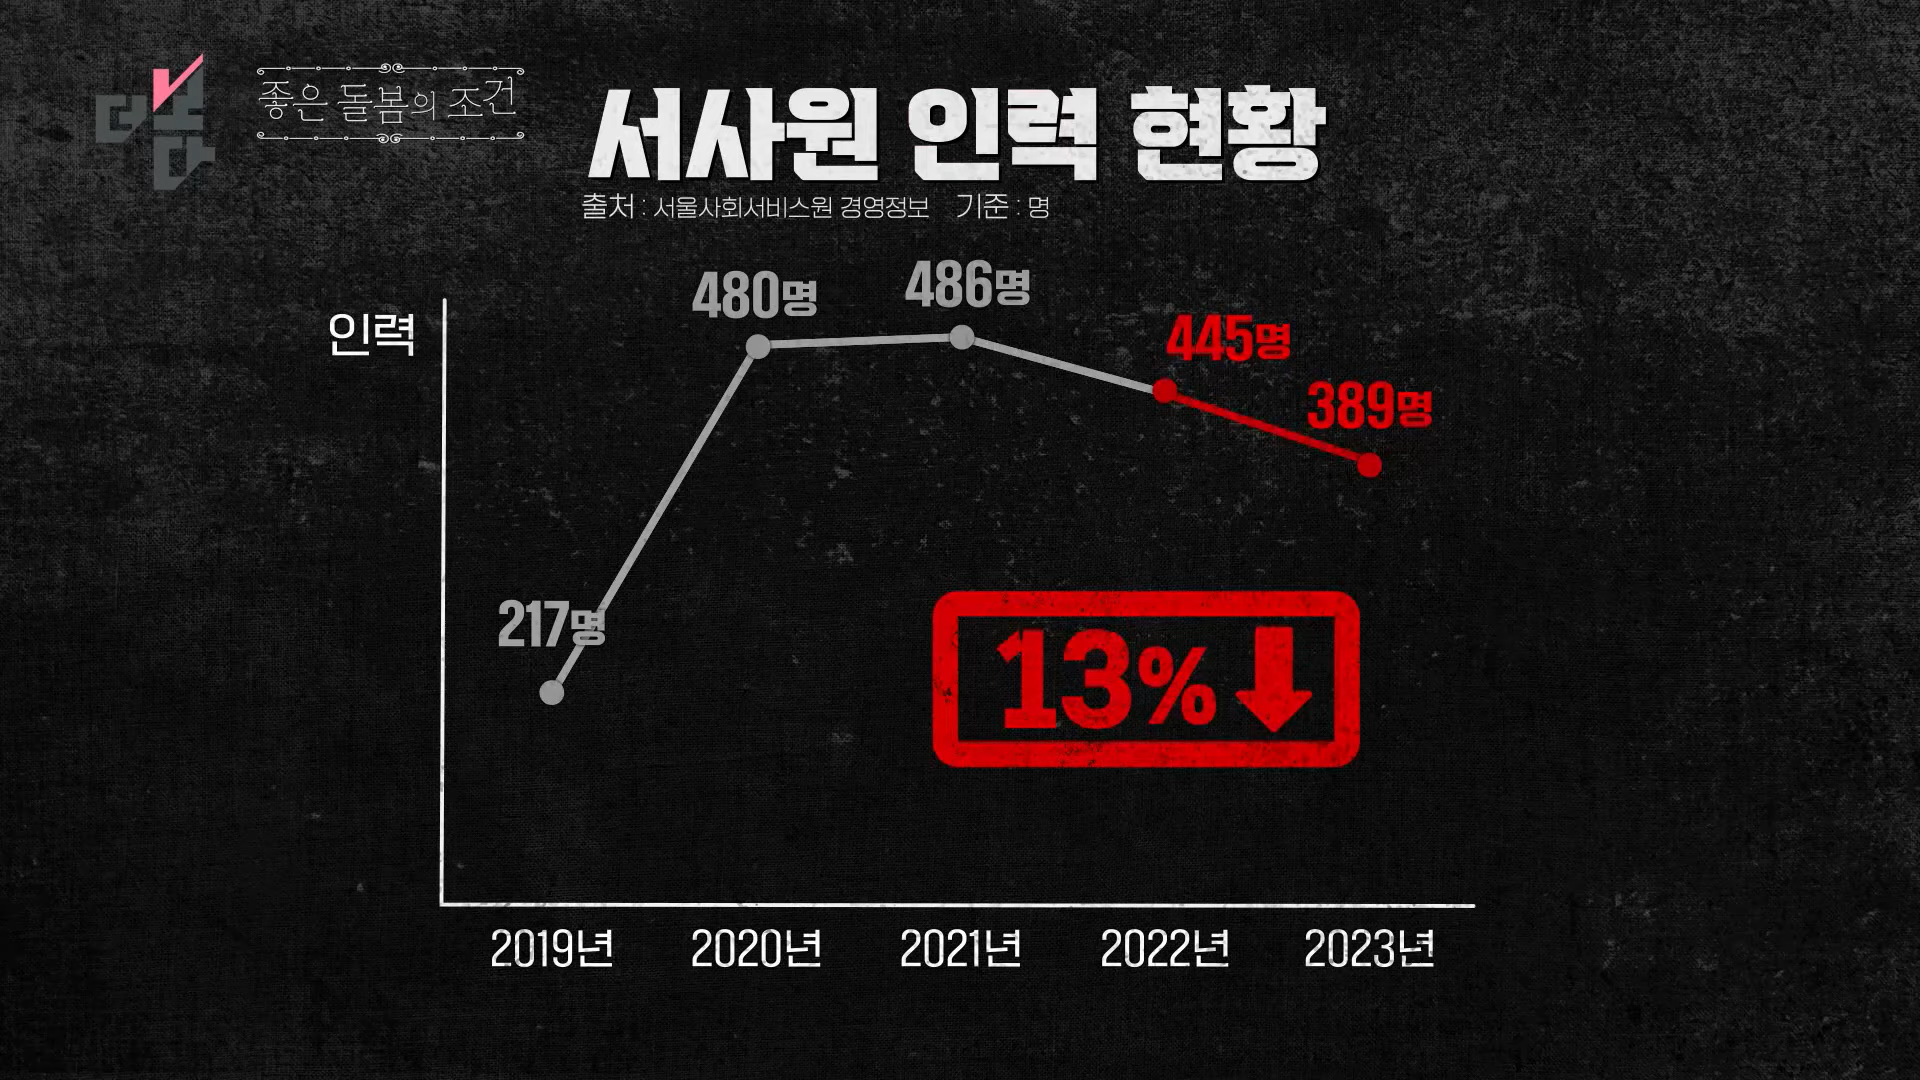 더봄
좋은 돌봄의 조건
서사원 인력 현황
출처 : 서울사회서비스원 경영정보 기준 : 명
인력
217명
480명
486명
445명
389명
13%
2019년
2020년
2021년
2022년
2023년